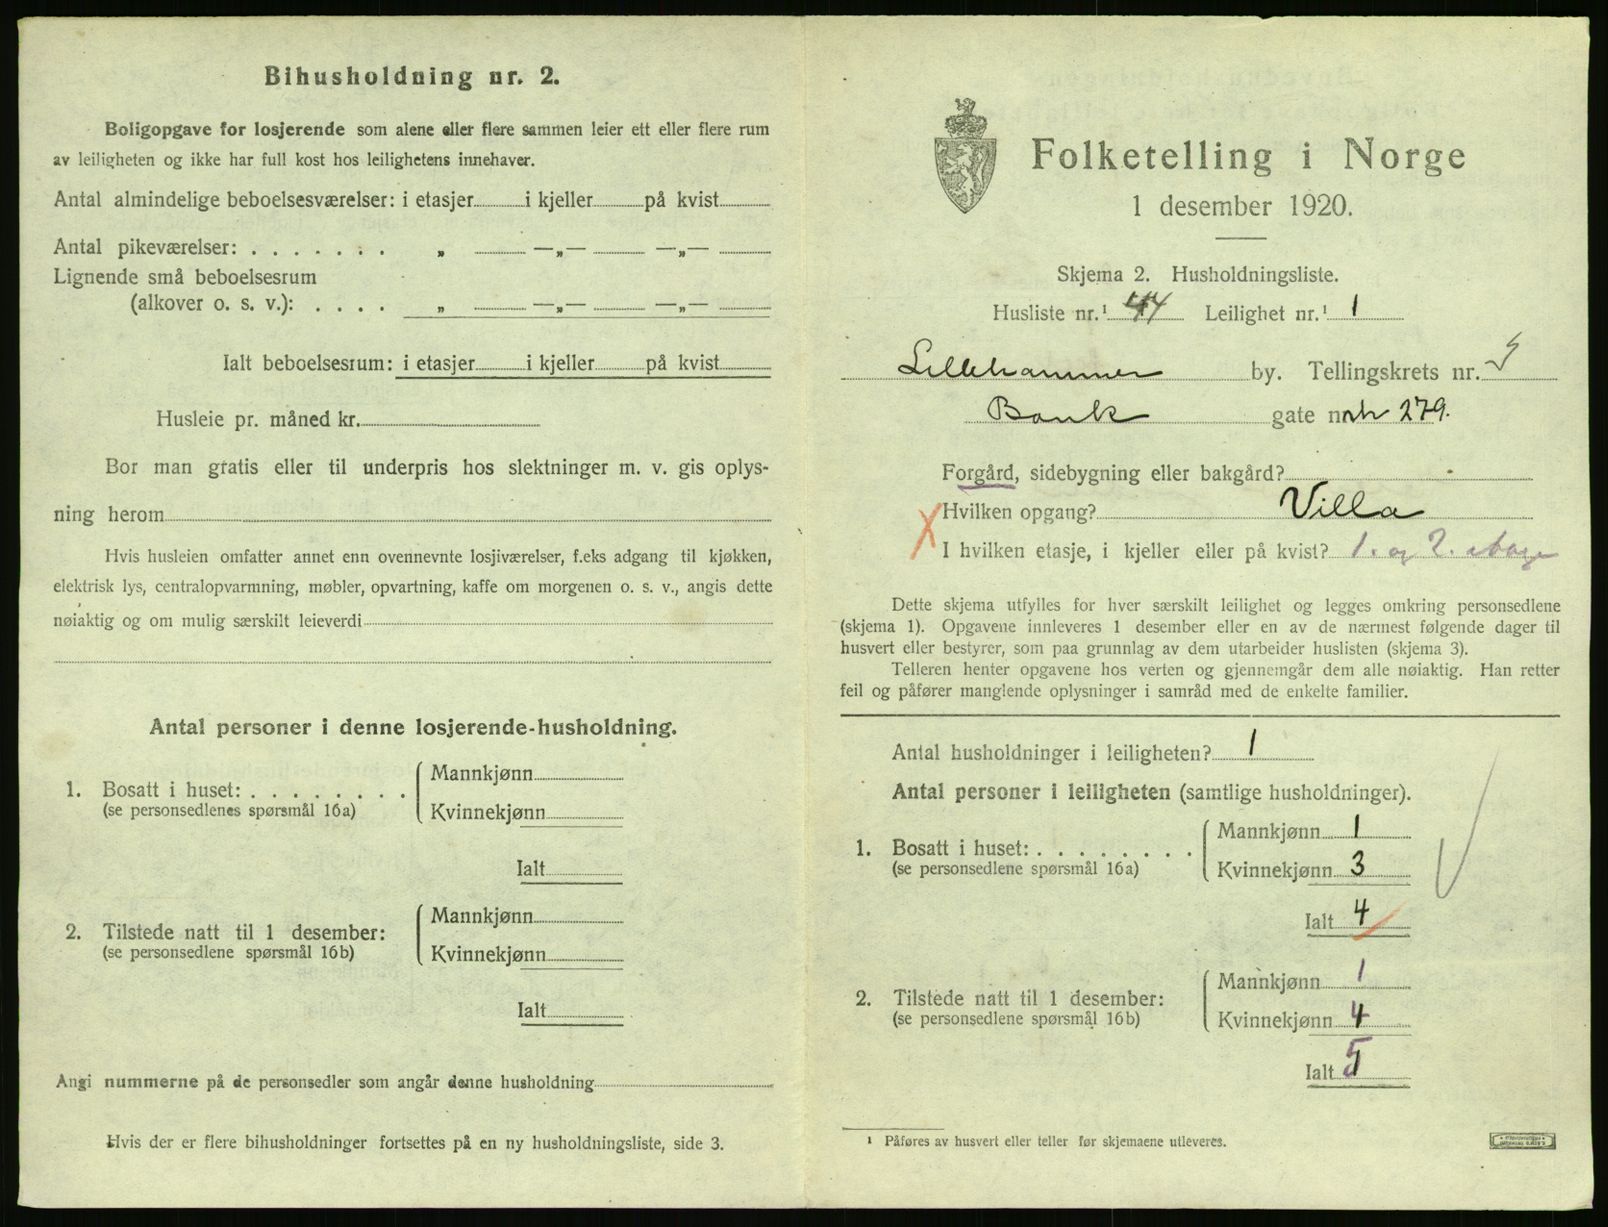 Bihusholdning nr. 2.
Boligopgave for losjerende som alene eller flere sammen leier ett eller flere rum
av leiligheten og ikke har full kost hos leilighetens innehaver.
Antal almindelige beboelsesværelser: i etasjer i kjeller på kvist
Antal pikeværelser: . . . . . . . „ —„— —„—
Lignende små beboelsesrum
(alkover o. s. v.): . . . . „ —„— —„—
Ialt beboelsesrum: i etasjer i kjeller på kvist
Husleie pr. måned kr.
Bor man gratis eller til underpris hos slektninger m. v. gis oplys-
ning herom
Hvis husleien omfatter annet enn ovennevnte losjiværelser, f.eks adgang til kjøkken,
elektrisk lys, centralopvarmning, møbler, opvartning, kaffe om morgenen o. s. v., angis dette
nøiaktig og om mulig særskilt leieverdi
Antal personer i denne losjerende-husholdning.
1. Bosatt i huset: . . . . . . . . Mannkjønn
(se personsedlenes spørsmål 16a) Kvinnekjønn
Ialt
2. Tilstede natt til 1 desember: Mannkjønn
(se personsedlene spørsmål 16b) Kvinnekjønn
Ialt
Angi nummerne på de personsedler som angår denne husholdning
Hvis der er flere bihusholdninger fortsettes på en ny husholdningsliste, side 3.
Folketelling i Norge
1 desember 1920.
Skjema 2. Husholdningsliste.
Husliste nr.¹ 44 Leilighet nr.¹ 1
Lillehammer by. Tellingskrets nr. 5
Bank gate nr. 279.
Forgård, sidebygning eller bakgård?
Hvilken opgang? Villa
I hvilken etasje, i kjeller eller på kvist? 1. og 2. etage
Dette skjema utfylles for hver særskilt leilighet og legges omkring personsedlene
(skjema 1). Opgavene innleveres 1 desember eller en av de nærmest følgende dager til
husvert eller bestyrer, som paa grunnlag av dem utarbeider huslisten (skjema 3).
Telleren henter opgavene hos verten og gjennemgår dem alle nøiaktig. Han retter
feil og påfører manglende oplysninger i samråd med de enkelte familier.
Antal husholdninger i leiligheten? 1
Antal personer i leiligheten (samtlige husholdninger).
1. Bosatt i huset: . . . . . . . . Mannkjønn 1
(se personsedlene spørsmål 16a) Kvinnekjønn 3
Ialt 4
2. Tilstede natt til 1 desember: Mannkjønn 1
(se personsedlene spørsmål 16b) Kvinnekjønn 4
Ialt 5
¹ Påføres av husvert eller teller før skjemaene utleveres.